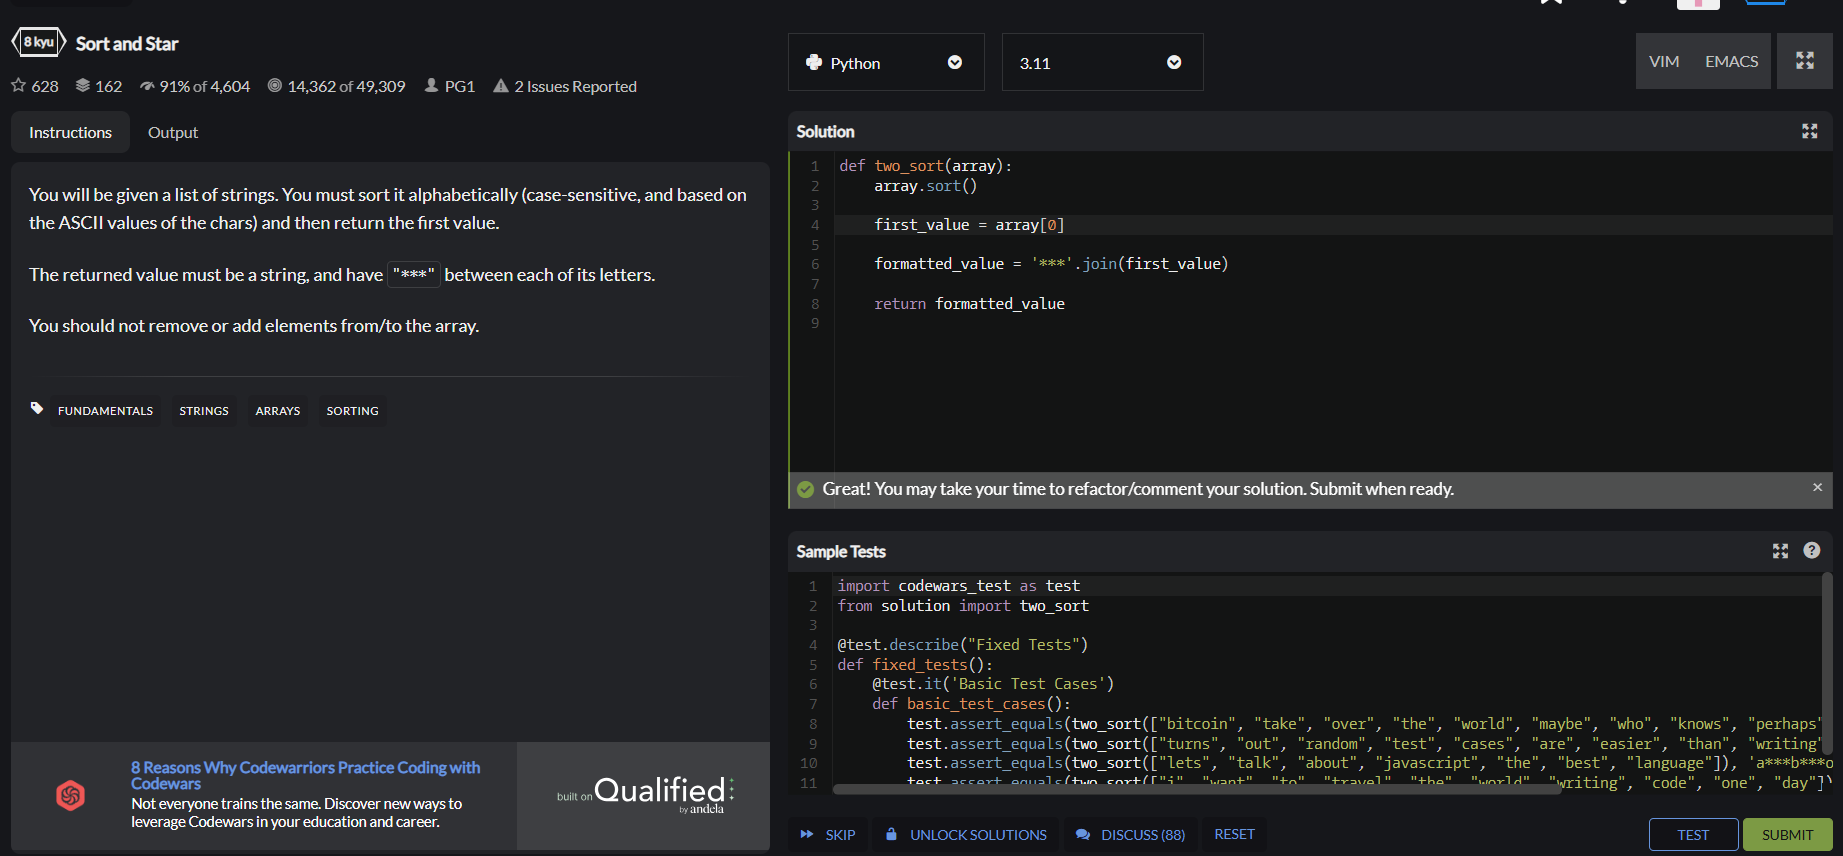 8 kyu Sort and Star
628 162 91% of 4,604 14,362 of 49,309 PG1 2 Issues Reported
Instructions Output
You will be given a list of strings. You must sort it alphabetically (case-sensitive, and based on
the ASCII values of the chars) and then return the first value.
The returned value must be a string, and have "***" between each of its letters.
You should not remove or add elements from/to the array.
FUNDAMENTALS STRINGS ARRAYS SORTING
8 Reasons Why Codewarriors Practice Coding with
Codewars
Not everyone trains the same. Discover new ways to
leverage Codewars in your education and career.
built on Qualified
by andela
Python 3.11 VIM EMACS
Solution
1 def two_sort(array):
2 array.sort()
3
4 first_value = array[0]
5
6 formatted_value = '***'.join(first_value)
7
8 return formatted_value
9
Great! You may take your time to refactor/comment your solution. Submit when ready. ×
Sample Tests ?
1 import codewars_test as test
2 from solution import two_sort
3
4 @test.describe("Fixed Tests")
5 def fixed_tests():
6 @test.it('Basic Test Cases')
7 def basic_test_cases():
8 test.assert_equals(two_sort(["bitcoin", "take", "over", "the", "world", "maybe", "who", "knows", "perhaps"
9 test.assert_equals(two_sort(["turns", "out", "random", "test", "cases", "are", "easier", "than", "writing"
10 test.assert_equals(two_sort(["lets", "talk", "about", "javascript", "the", "best", "language"]), 'a***b***o
11 test.assert_equals(two_sort(["i", "want", "to", "travel", "the", "world", "writing", "code", "one", "day"])
SKIP UNLOCK SOLUTIONS DISCUSS (88) RESET TEST SUBMIT